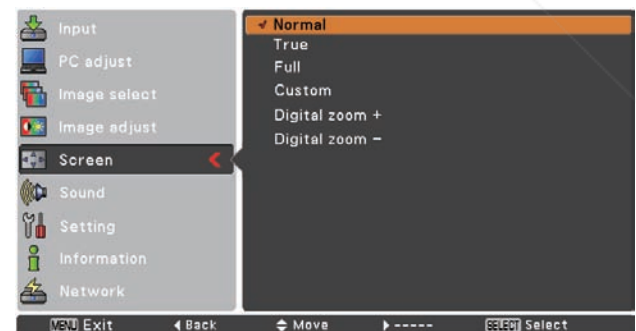 Input
PC adjust
Image select
Image adjust
Screen
Sound
Setting
Information
Network
Normal
True
Full
Custom
Digital zoom +
Digital zoom –
MENU Exit ◀ Back Move ▶ ----- SELECT Select